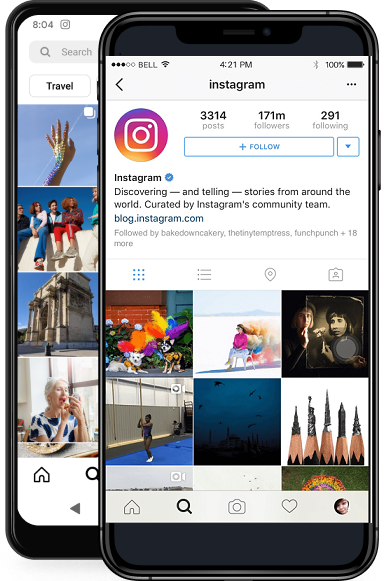 8:04
Search
Travel
BELL 4:21 PM 100%
instagram
3314 171m 291
posts followers following
+ FOLLOW
Instagram
Discovering — and telling — stories from around the
world. Curated by Instagram's community team.
blog.instagram.com
Followed by bakedowncakery, thetinytemptress, funchpunch + 18
more